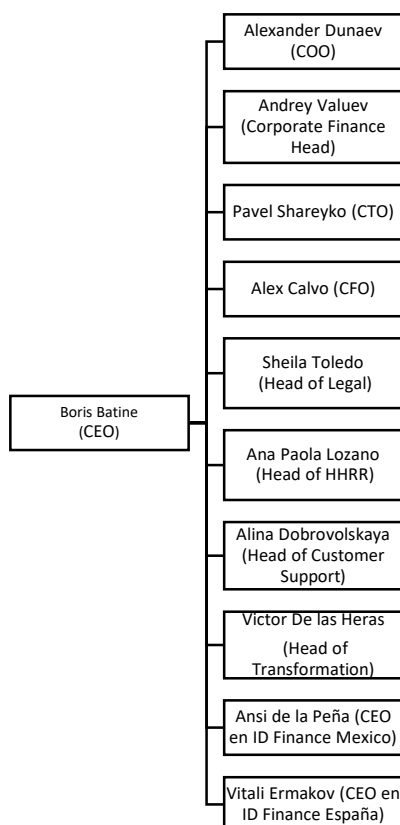 Alexander Dunaev
(COO)
Andrey Valuev
(Corporate Finance
Head)
Pavel Shareyko (CTO)
Alex Calvo (CFO)
Sheila Toledo
(Head of Legal)
Boris Batine
(CEO)
Ana Paola Lozano
(Head of HHRR)
Alina Dobrovolskaya
(Head of Customer
Support)
Victor De las Heras
(Head of
Transformation)
Ansi de la Peña (CEO
en ID Finance Mexico)
Vitali Ermakov (CEO en
ID Finance España)